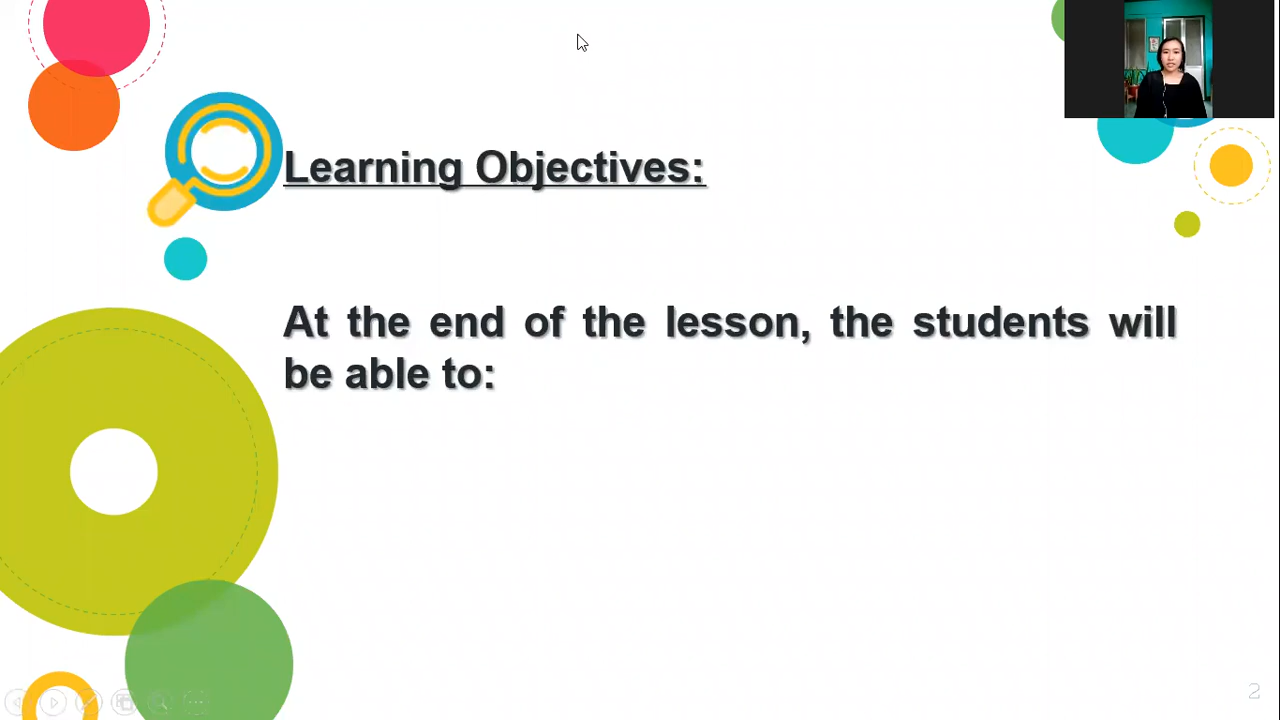 Learning Objectives:
At the end of the lesson, the students will
be able to:
2